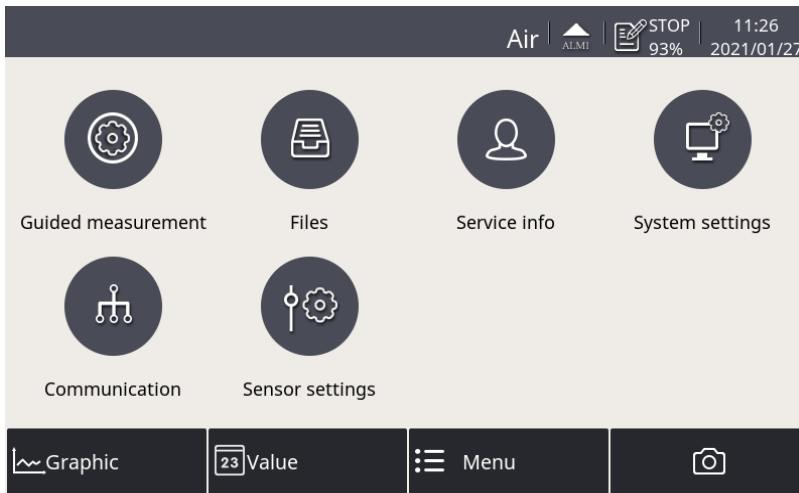 Air
ALMI
STOP
93%
11:26
2021/01/27
Guided measurement
Files
Service info
System settings
Communication
Sensor settings
Graphic
23 Value
Menu